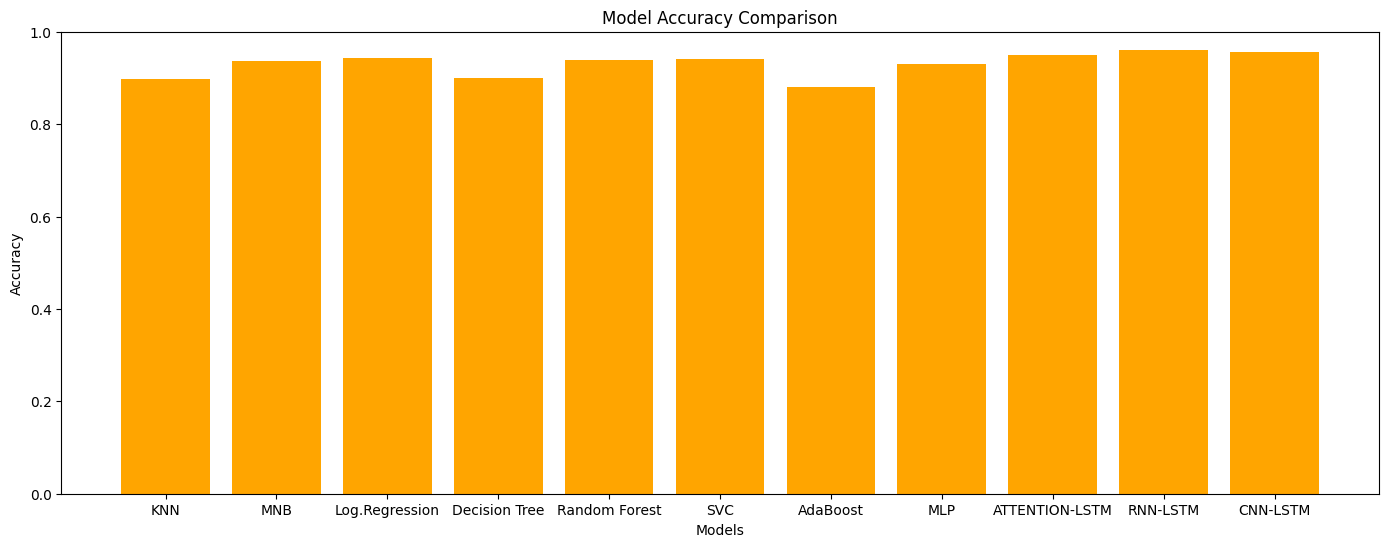 Model Accuracy Comparison
1.0
0.8
0.6
0.4
0.2
0.0
Accuracy
KNN MNB Log.Regression Decision Tree Random Forest SVC AdaBoost MLP ATTENTION-LSTM RNN-LSTM CNN-LSTM
Models